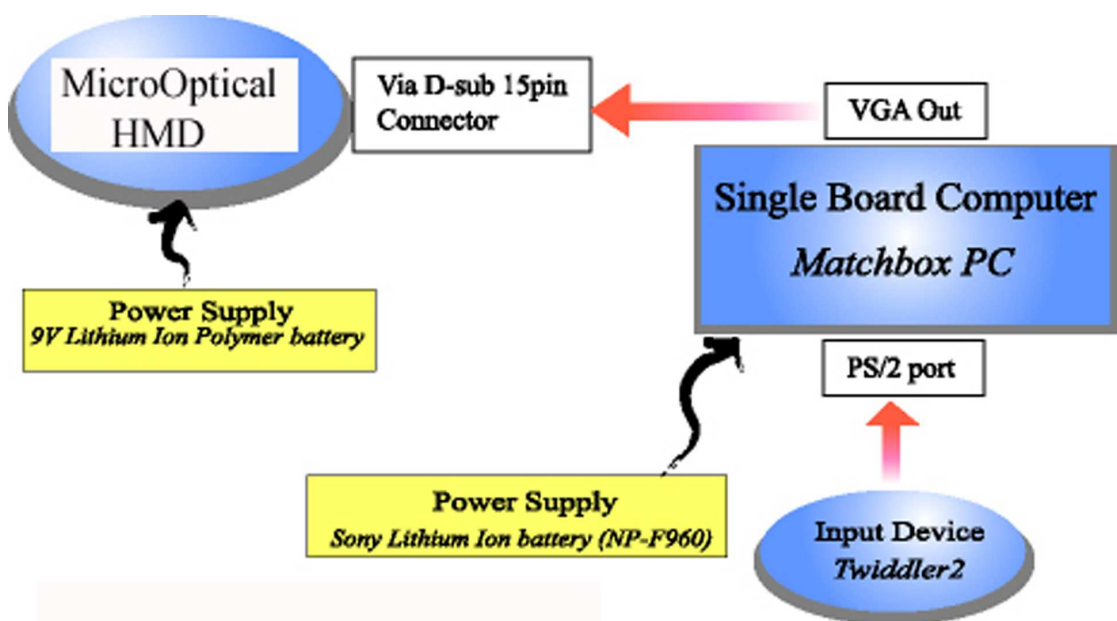 MicroOptical
HMD
Via D-sub 15pin
Connector
VGA Out
Single Board Computer
Matchbox PC
Power Supply
9V Lithium Ion Polymer battery
PS/2 port
Power Supply
Sony Lithium Ion battery (NP-F960)
Input Device
Twiddler2